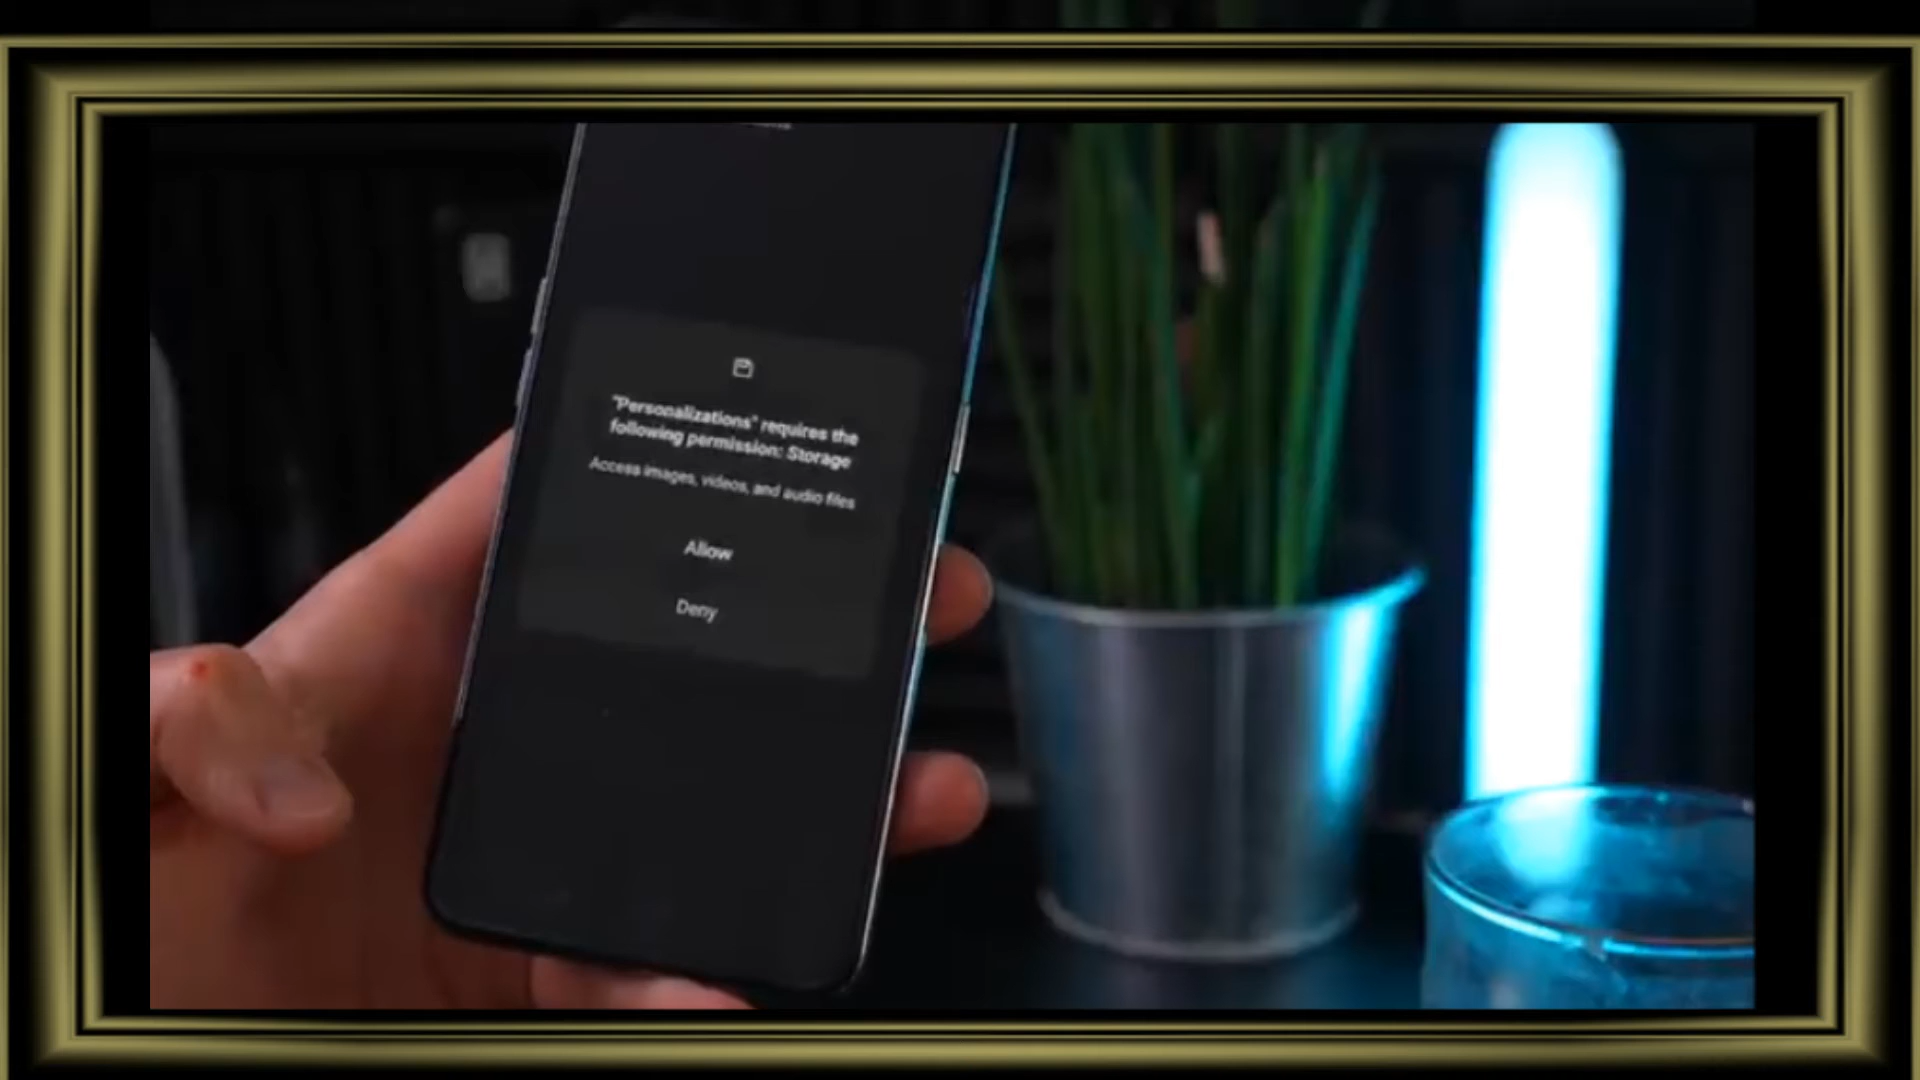 "Personalizations" requires the
following permission: Storage
Access images, videos, and audio files
Allow
Deny